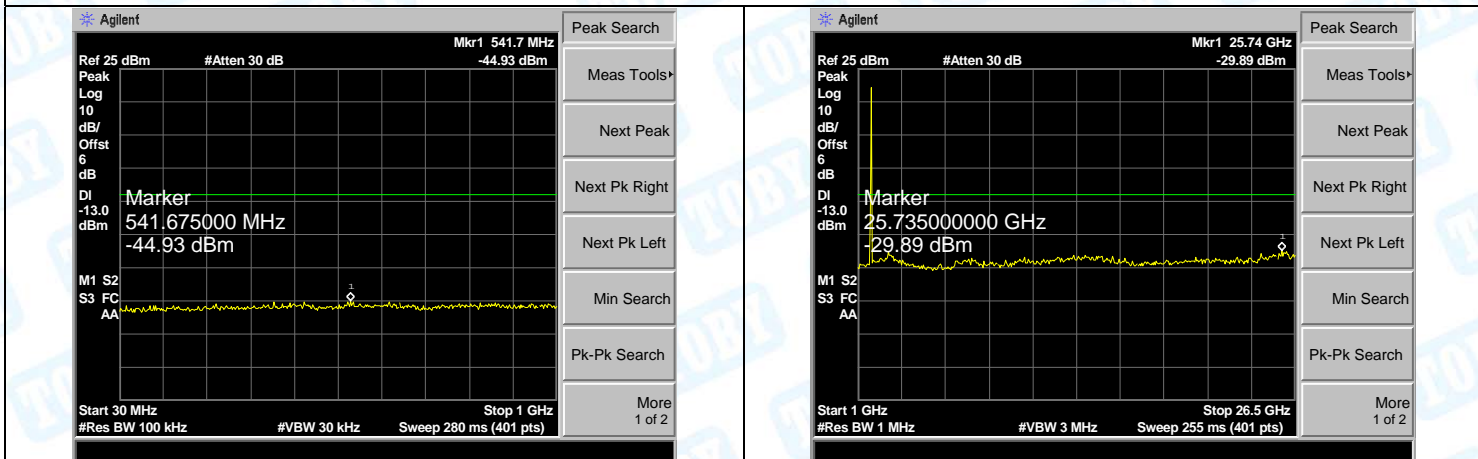 Agilent
Peak Search
Mkr1 541.7 MHz
Ref 25 dBm #Atten 30 dB -44.93 dBm
Peak
Log
10
dB/
Offst
6
dB
DI
-13.0
dBm
Marker
541.675000 MHz
-44.93 dBm
1
M1 S2
S3 FC
AA
Start 30 MHz Stop 1 GHz
#Res BW 100 kHz #VBW 30 kHz Sweep 280 ms (401 pts)
Meas Tools
Next Peak
Next Pk Right
Next Pk Left
Min Search
Pk-Pk Search
More
1 of 2
Agilent
Peak Search
Mkr1 25.74 GHz
Ref 25 dBm #Atten 30 dB -29.89 dBm
Peak
Log
10
dB/
Offst
6
dB
DI
-13.0
dBm
Marker
25.735000000 GHz
-29.89 dBm
1
M1 S2
S3 FC
AA
Start 1 GHz Stop 26.5 GHz
#Res BW 1 MHz #VBW 3 MHz Sweep 255 ms (401 pts)
Meas Tools
Next Peak
Next Pk Right
Next Pk Left
Min Search
Pk-Pk Search
More
1 of 2
TOBY